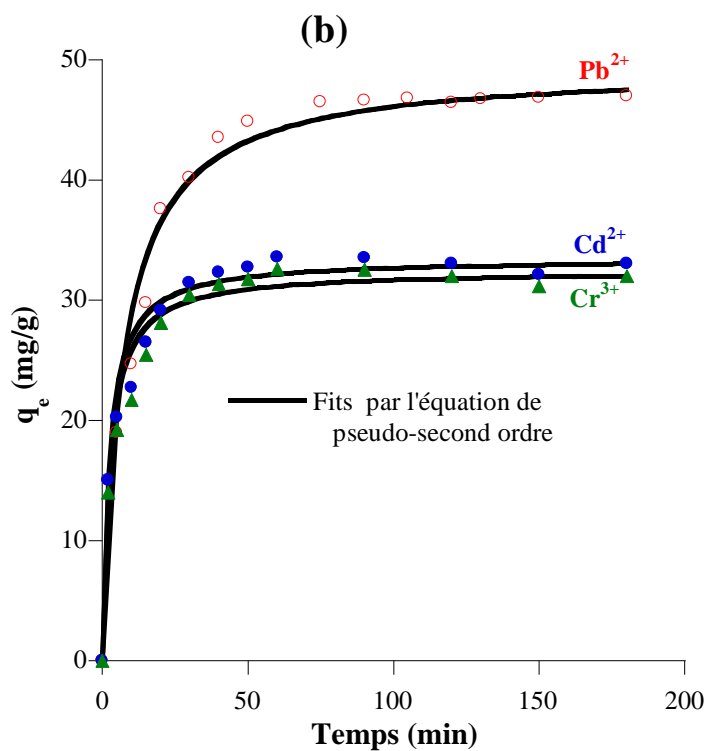 (b)
50
40
30
20
10
0
q_e (mg/g)
Pb²⁺
Cd²⁺
Cr³⁺
Fits par l'équation de
pseudo-second ordre
0
50
100
150
200
Temps (min)